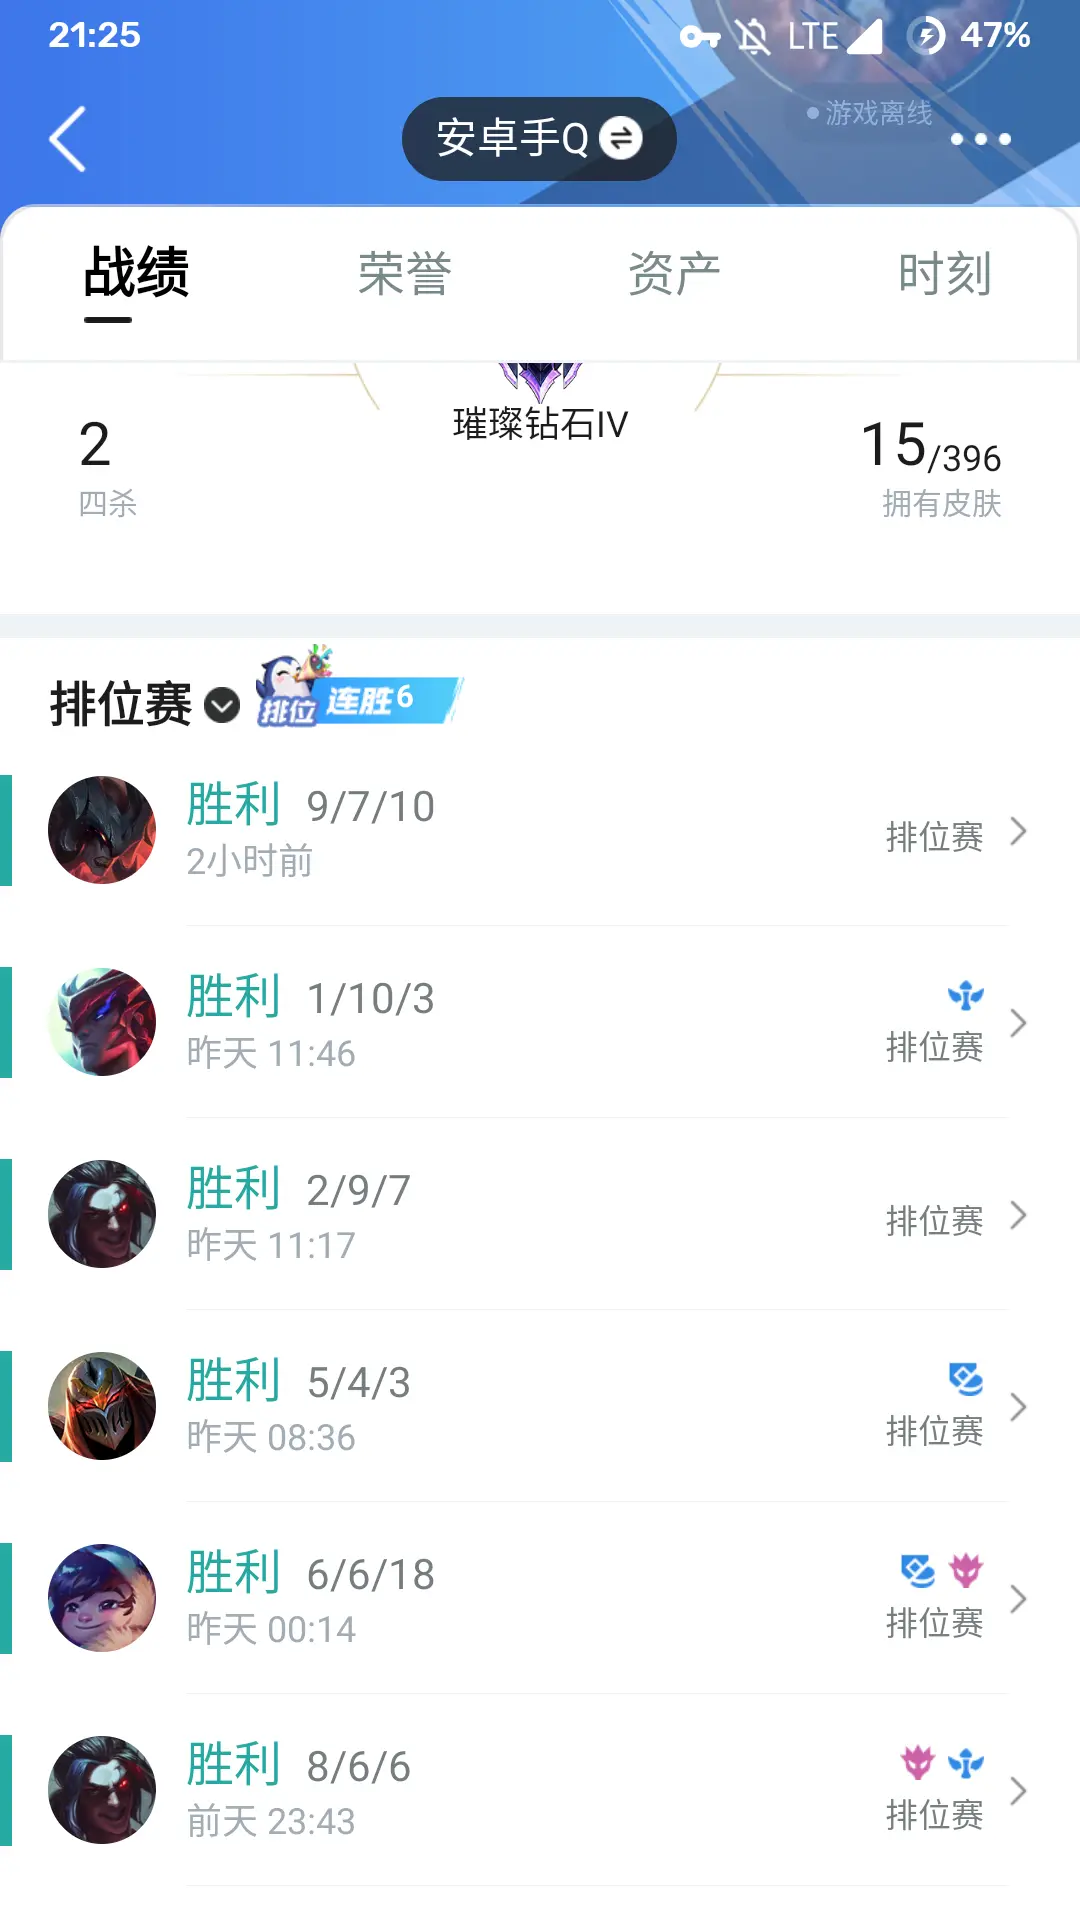 21:25
LTE
47%
安卓手Q
游戏离线
战绩
荣誉
资产
时刻
2
四杀
璀璨钻石IV
15/396
拥有皮肤
排位赛
排位 连胜6
胜利 9/7/10
2小时前
排位赛
胜利 1/10/3
昨天 11:46
排位赛
胜利 2/9/7
昨天 11:17
排位赛
胜利 5/4/3
昨天 08:36
排位赛
胜利 6/6/18
昨天 00:14
排位赛
胜利 8/6/6
前天 23:43
排位赛